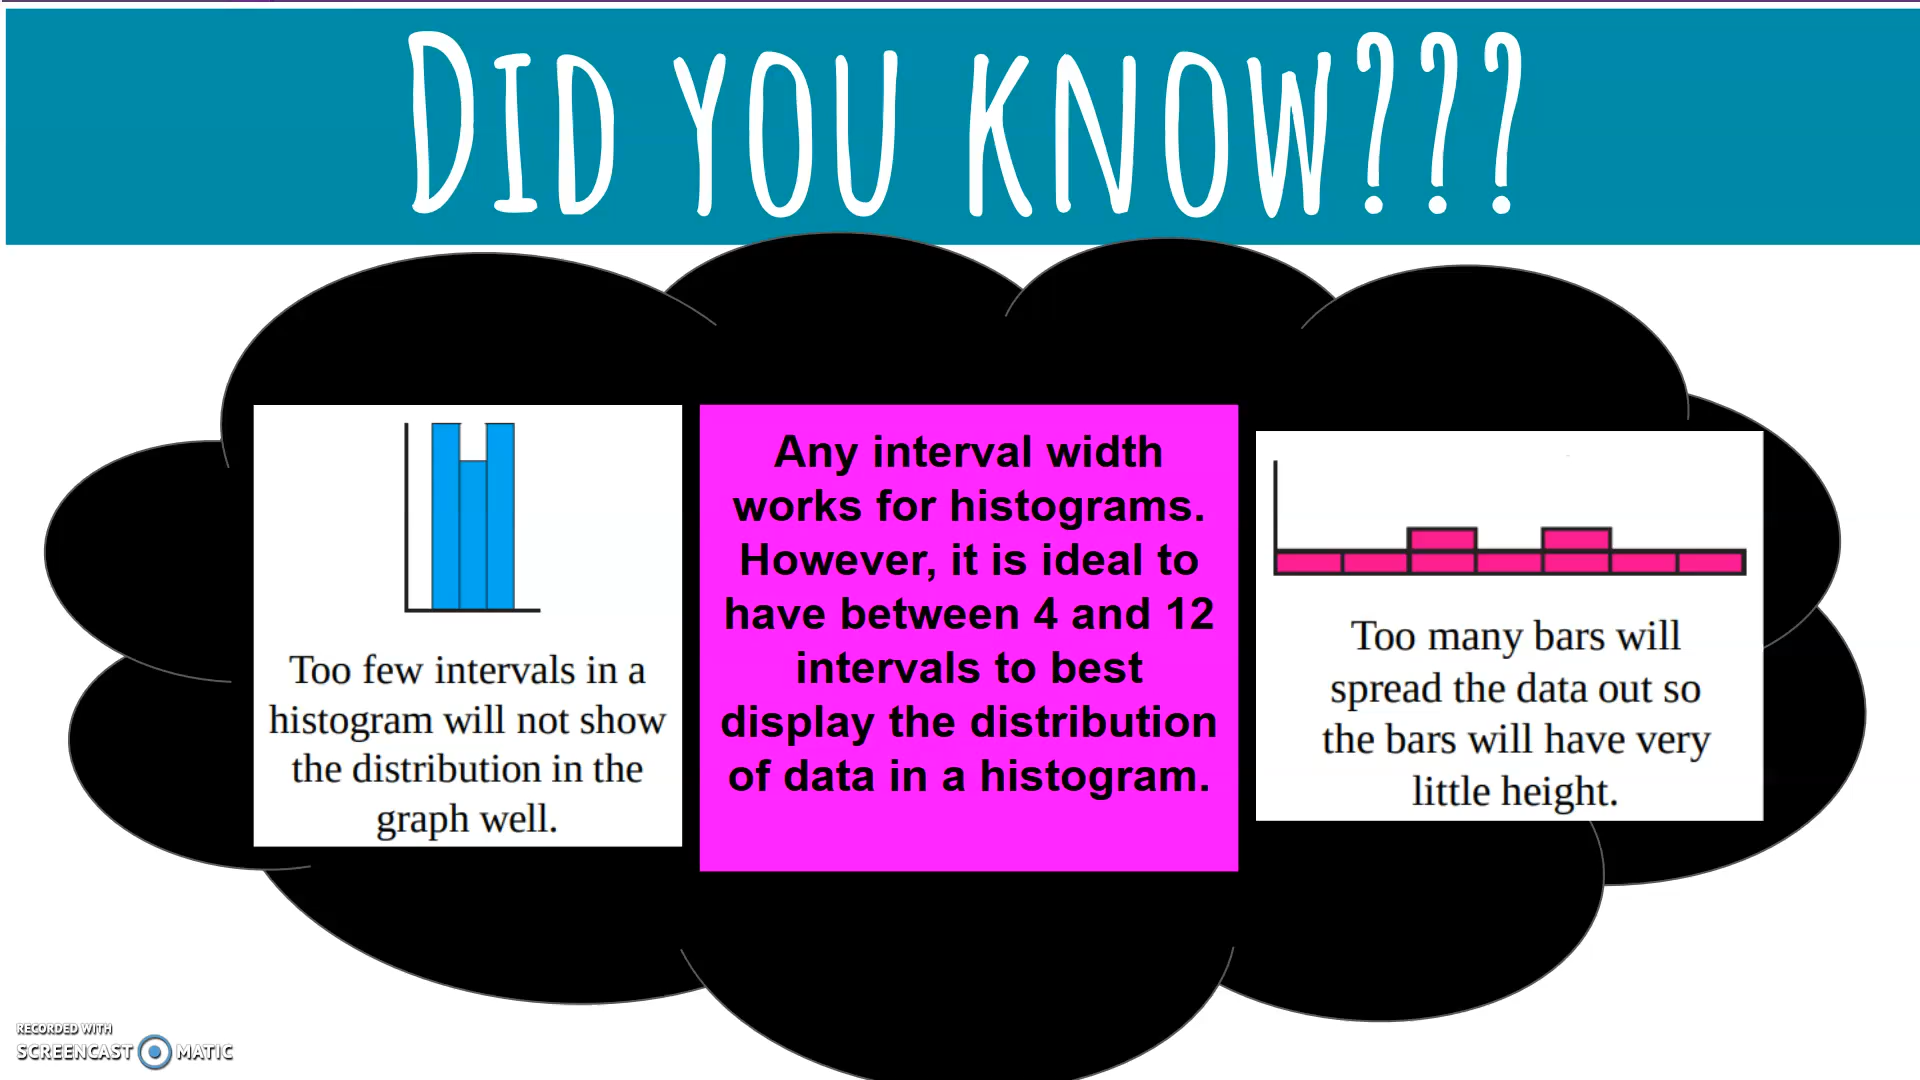 DID YOU KNOW???
Too few intervals in a
histogram will not show
the distribution in the
graph well.
Any interval width
works for histograms.
However, it is ideal to
have between 4 and 12
intervals to best
display the distribution
of data in a histogram.
Too many bars will
spread the data out so
the bars will have very
little height.
RECORDED WITH
SCREENCAST MATIC